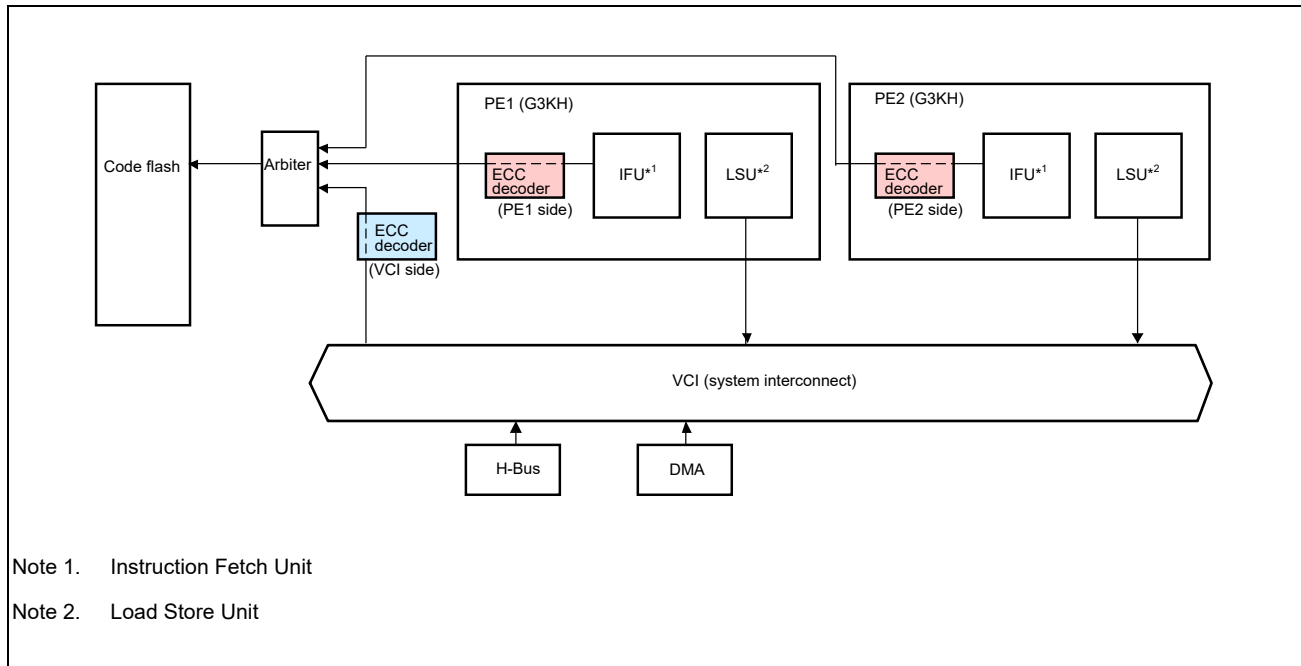 PE1 (G3KH)
PE2 (G3KH)
Code flash
Arbiter
ECC
decoder
(PE1 side)
IFU*1
LSU*2
ECC
decoder
(PE2 side)
IFU*1
LSU*2
ECC
decoder
(VCI side)
VCI (system interconnect)
H-Bus
DMA
Note 1. Instruction Fetch Unit
Note 2. Load Store Unit